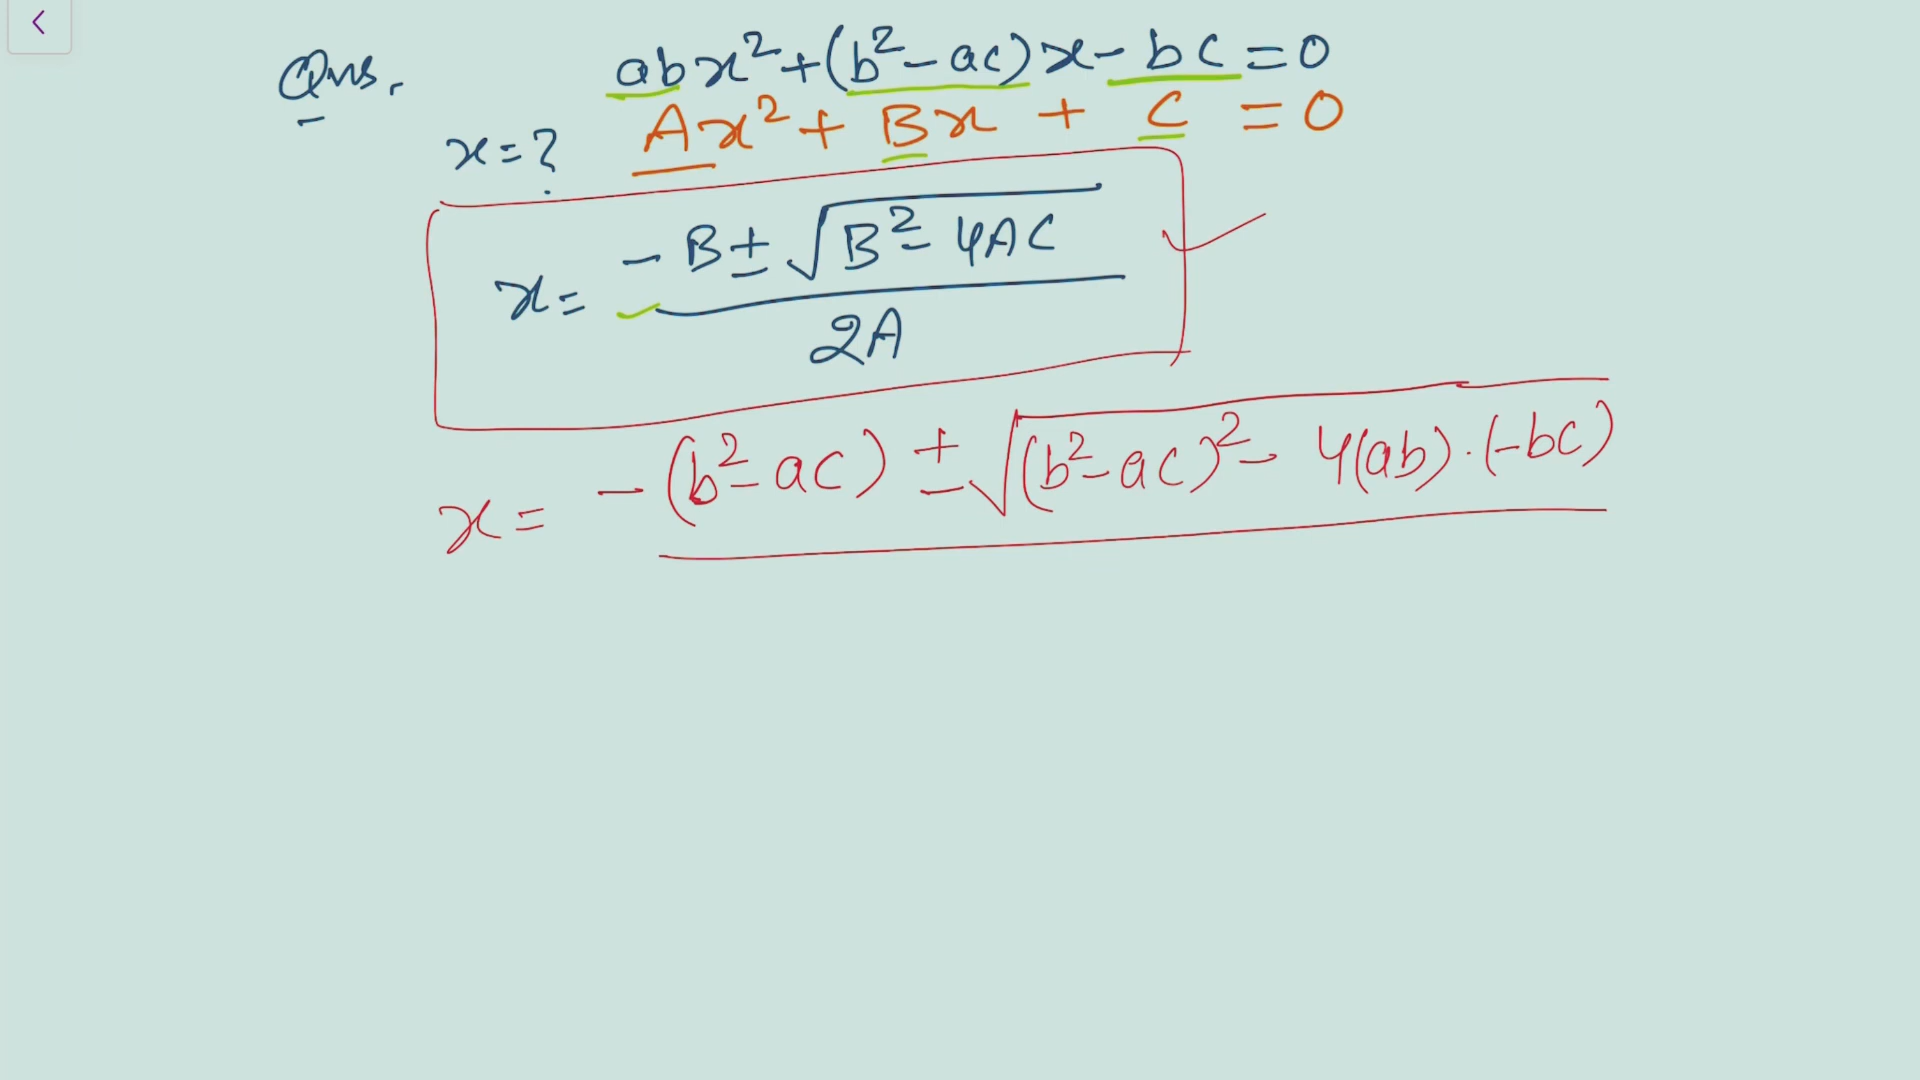 Qns. abx²+(b²-ac)x-bc=0
Ax²+Bx+C=0
x=?
x= -B±√B²-4AC
2A
x= -(b²-ac)±√(b²-ac)²-4(ab).(-bc)